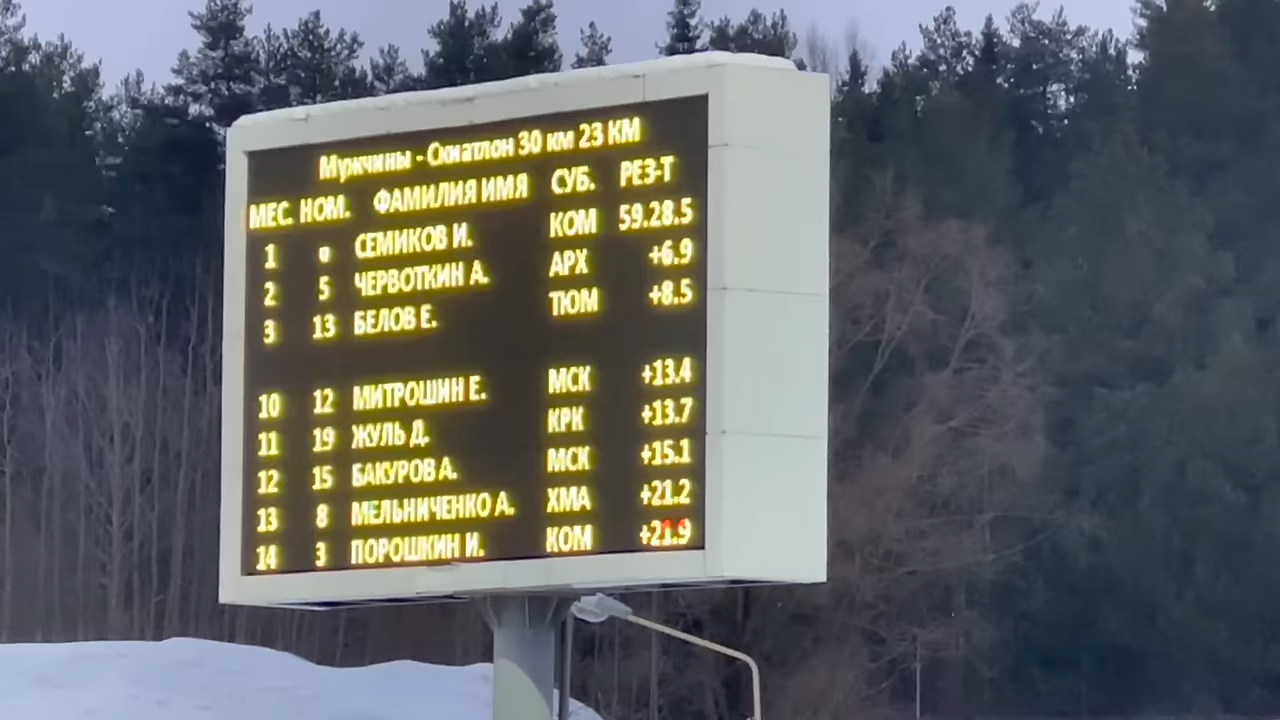 Мужчины - Скиатлон 30 км 23 КМ
МЕС. НОМ. ФАМИЛИЯ ИМЯ СУБ. РЕЗ-Т
1 СЕМИКОВ И. КОМ 59.28.5
2 5 ЧЕРВОТКИН А. АРХ +6.9
3 13 БЕЛОВ Е. ТЮМ +8.5
10 12 МИТРОШИН Е. МСК +13.4
11 19 ЖУЛЬ Д. КРК +13.7
12 15 БАКУРОВ А. МСК +15.1
13 8 МЕЛЬНИЧЕНКО А. ХМА +21.2
14 3 ПОРОШКИН И. КОМ +21.9